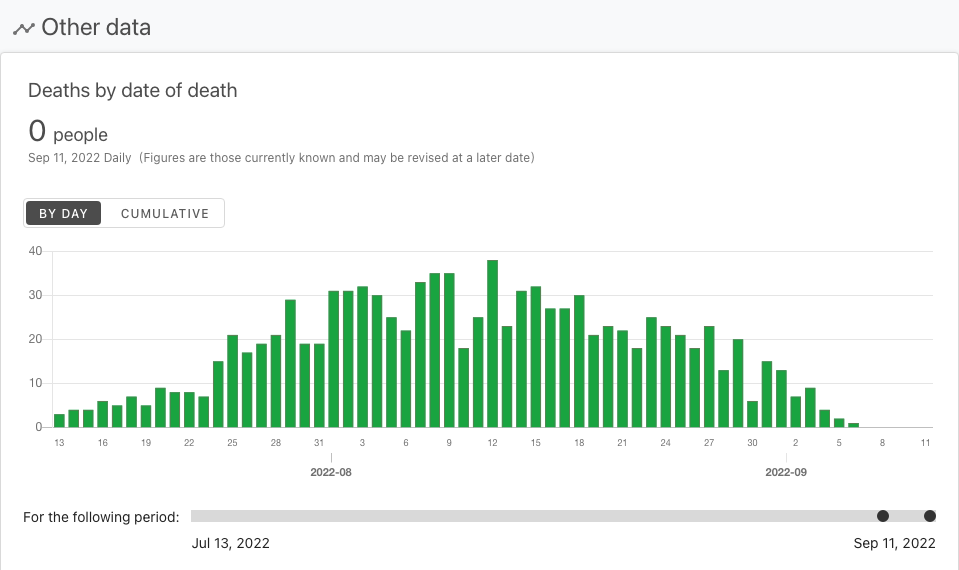 Other data
Deaths by date of death
0 people
Sep 11, 2022 Daily (Figures are those currently known and may be revised at a later date)
BY DAY CUMULATIVE
40
30
20
10
0
13 16 19 22 25 28 31 3 6 9 12 15 18 21 24 27 30 2 5 8 11
2022-08 2022-09
For the following period:
Jul 13, 2022 Sep 11, 2022